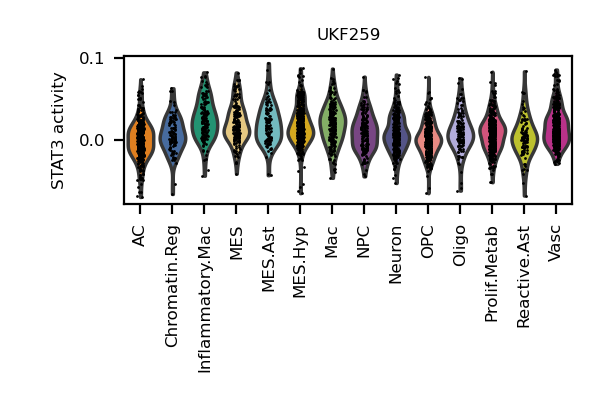 UKF259
STAT3 activity
0.1
0.0
AC
Chromatin.Reg
Inflammatory.Mac
MES
MES.Ast
MES.Hyp
Mac
NPC
Neuron
OPC
Oligo
Prolif.Metab
Reactive.Ast
Vasc